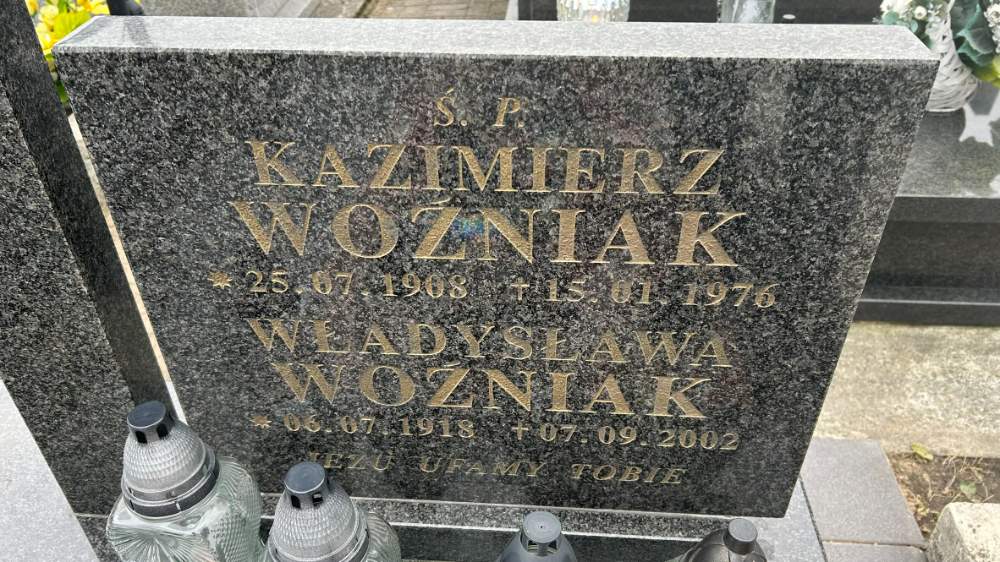 Ś. P.
KAZIMIERZ
WOŹNIAK
* 25.07.1908 † 15.01.1976
WŁADYSŁAWA
WOŹNIAK
* 06.07.1918 † 07.09.2002
JEZU UFAMY TOBIE